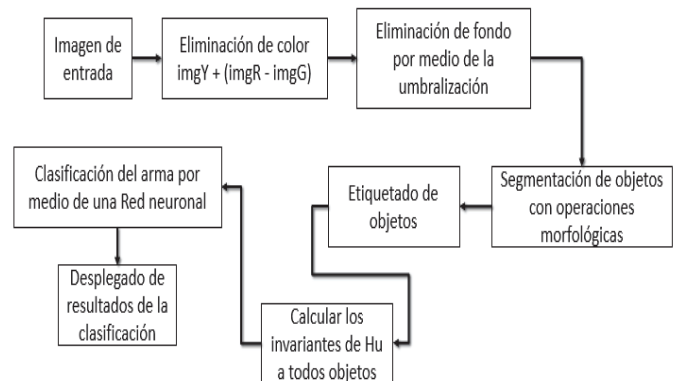 Imagen de
entrada
Eliminación de color
imgY + (imgR - imgG)
Eliminación de fondo
por medio de la
umbralización
Segmentación de objetos
con operaciones
morfológicas
Etiquetado de
objetos
Calcular los
invariantes de Hu
a todos objetos
Clasificación del arma por
medio de una Red neuronal
Desplegado de
resultados de la
clasificación